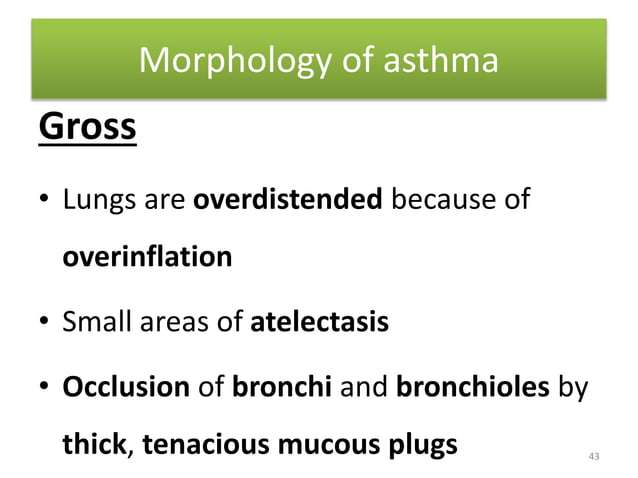 Morphology of asthma
Gross
• Lungs are overdistended because of
overinflation
• Small areas of atelectasis
• Occlusion of bronchi and bronchioles by
thick, tenacious mucous plugs
43